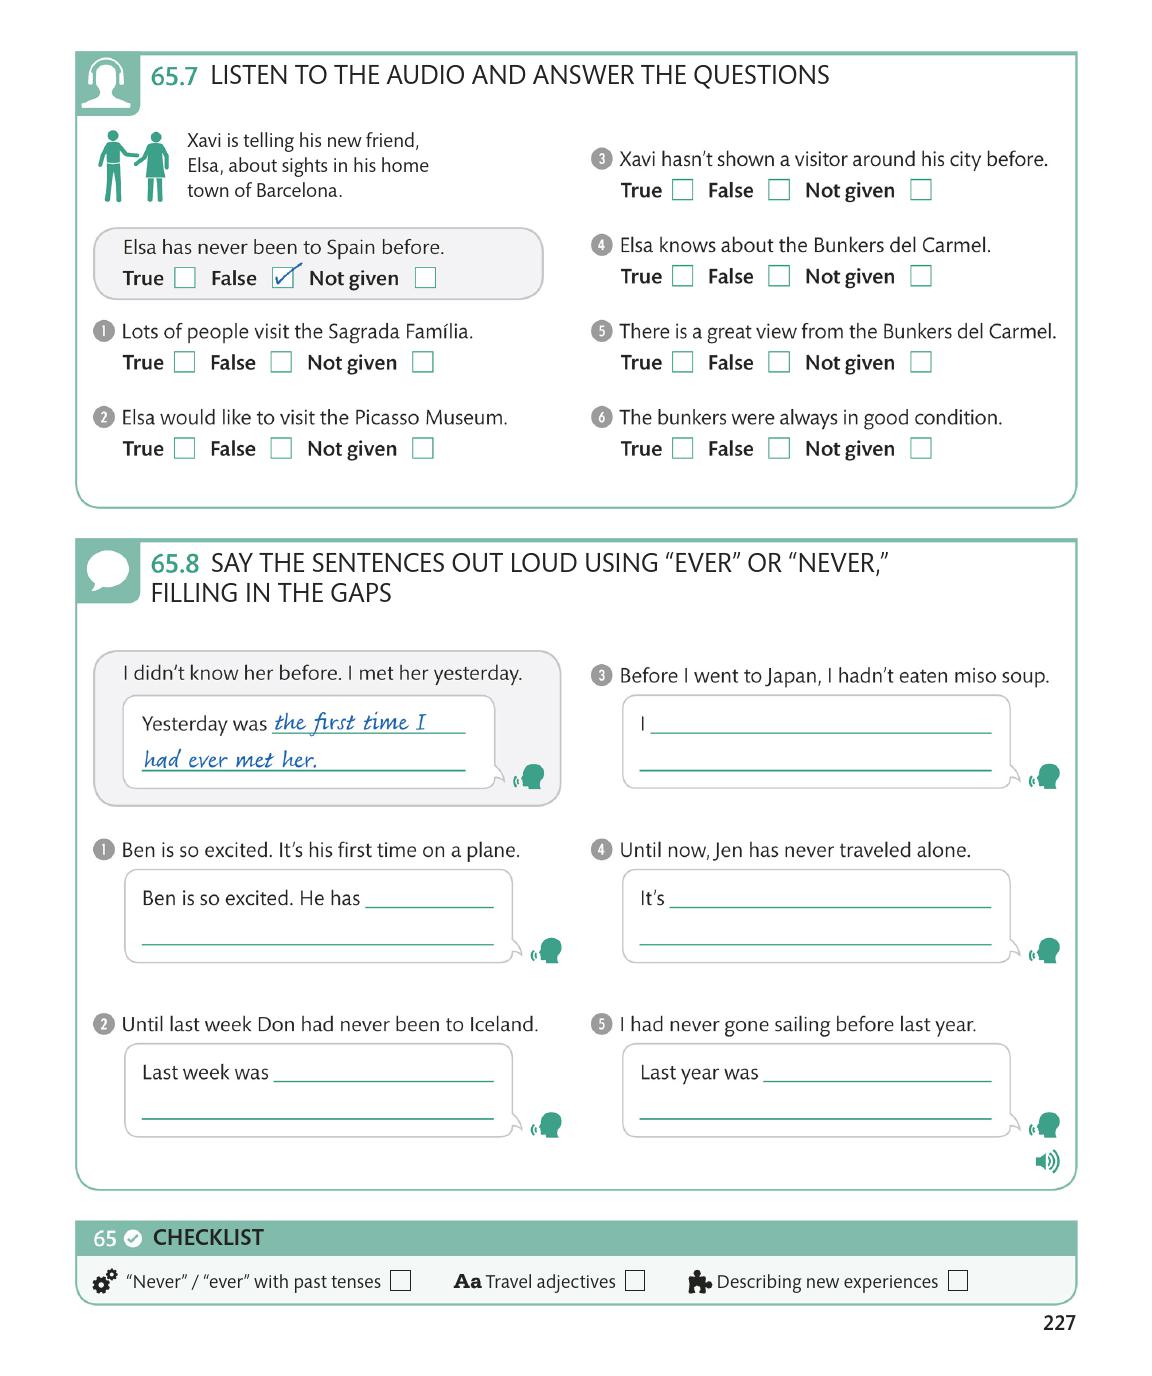 65.7 LISTEN TO THE AUDIO AND ANSWER THE QUESTIONS
Xavi is telling his new friend,
Elsa, about sights in his home
town of Barcelona.
Elsa has never been to Spain before.
True False Not given
1 Lots of people visit the Sagrada Família.
True False Not given
2 Elsa would like to visit the Picasso Museum.
True False Not given
3 Xavi hasn’t shown a visitor around his city before.
True False Not given
4 Elsa knows about the Bunkers del Carmel.
True False Not given
5 There is a great view from the Bunkers del Carmel.
True False Not given
6 The bunkers were always in good condition.
True False Not given
65.8 SAY THE SENTENCES OUT LOUD USING “EVER” OR “NEVER,”
FILLING IN THE GAPS
I didn’t know her before. I met her yesterday.
Yesterday was the first time I
had ever met her.
1 Ben is so excited. It’s his first time on a plane.
Ben is so excited. He has
2 Until last week Don had never been to Iceland.
Last week was
3 Before I went to Japan, I hadn’t eaten miso soup.
I
4 Until now, Jen has never traveled alone.
It’s
5 I had never gone sailing before last year.
Last year was
65 CHECKLIST
“Never” / “ever” with past tenses Aa Travel adjectives Describing new experiences
227